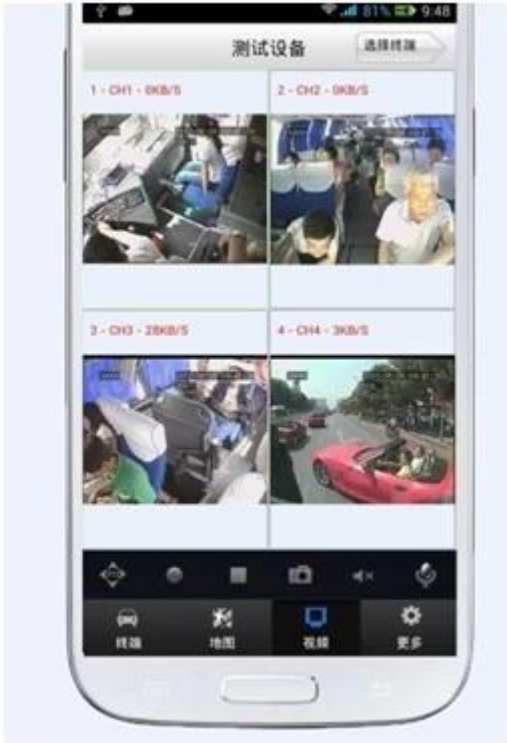 81% 9:48
测试设备
选择终端
1 - CH1 - 0KB/S
2 - CH2 - 0KB/S
3 - CH3 - 28KB/S
4 - CH4 - 3KB/S
终端
地图
视频
更多